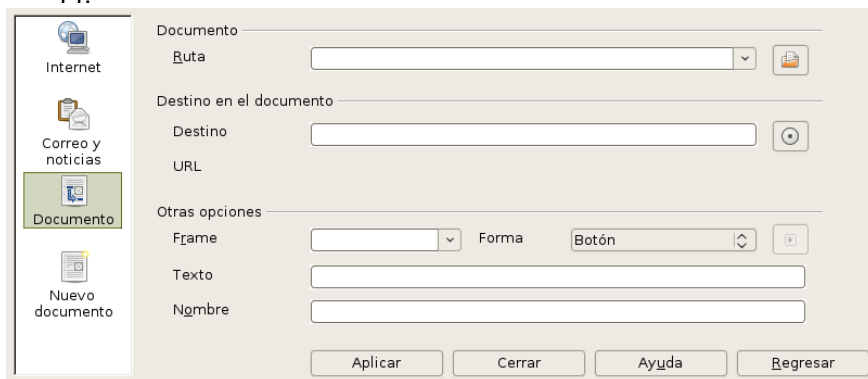 Internet
Correo y
noticias
Documento
Nuevo
documento
Documento
Ruta
Destino en el documento
Destino
URL
Otras opciones
Frame
Forma
Botón
Texto
Nombre
Aplicar
Cerrar
Ayuda
Regresar